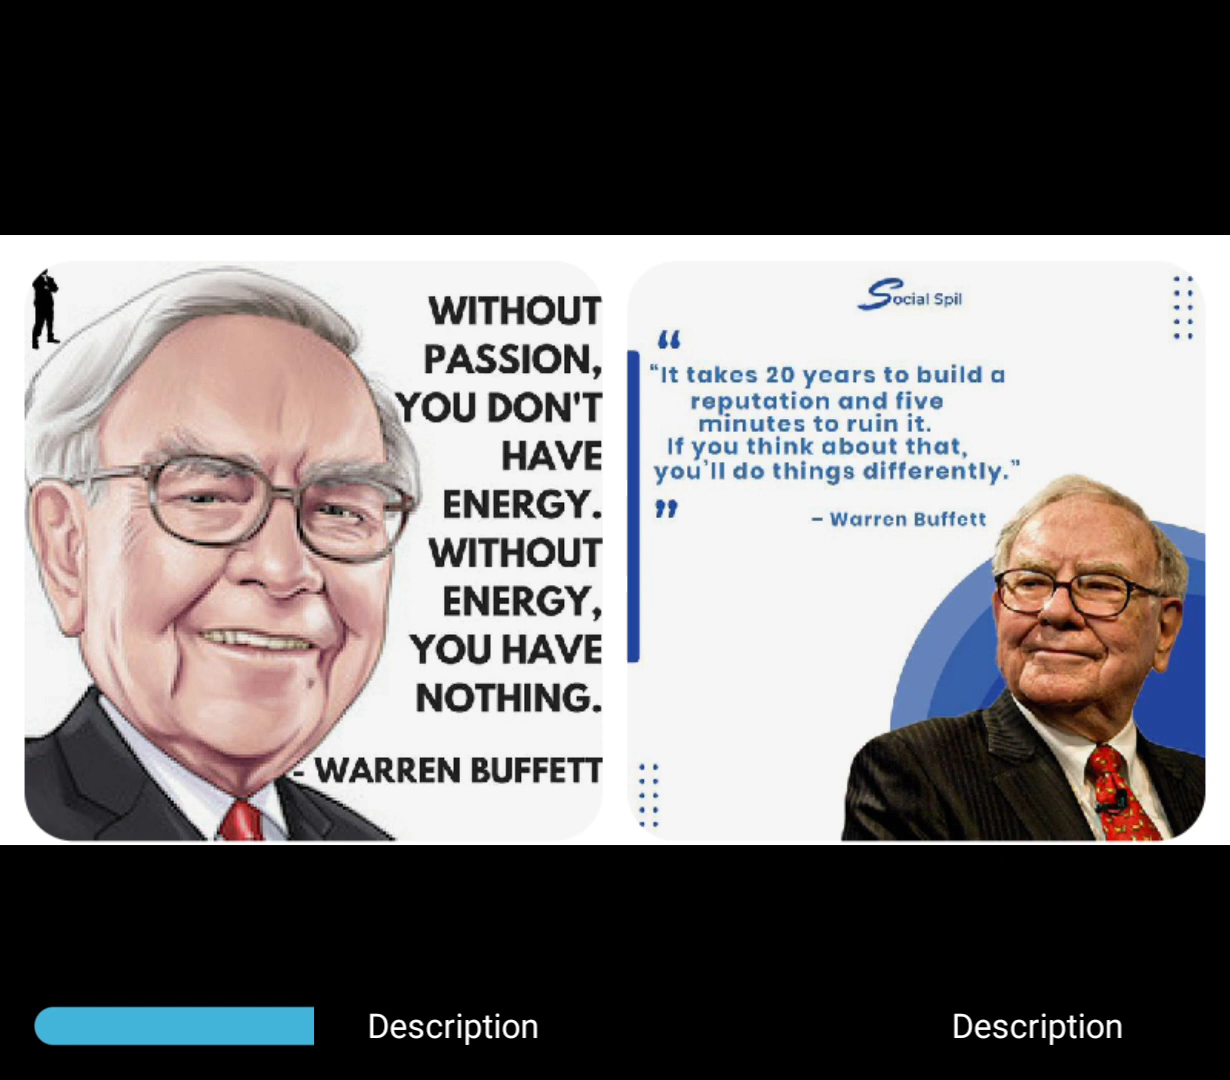 WITHOUT
PASSION,
YOU DON'T
HAVE
ENERGY.
WITHOUT
ENERGY,
YOU HAVE
NOTHING.
- WARREN BUFFETT
Social Spil
“
“It takes 20 years to build a
reputation and five
minutes to ruin it.
If you think about that,
you’ll do things differently.”
”
– Warren Buffett
Description
Description